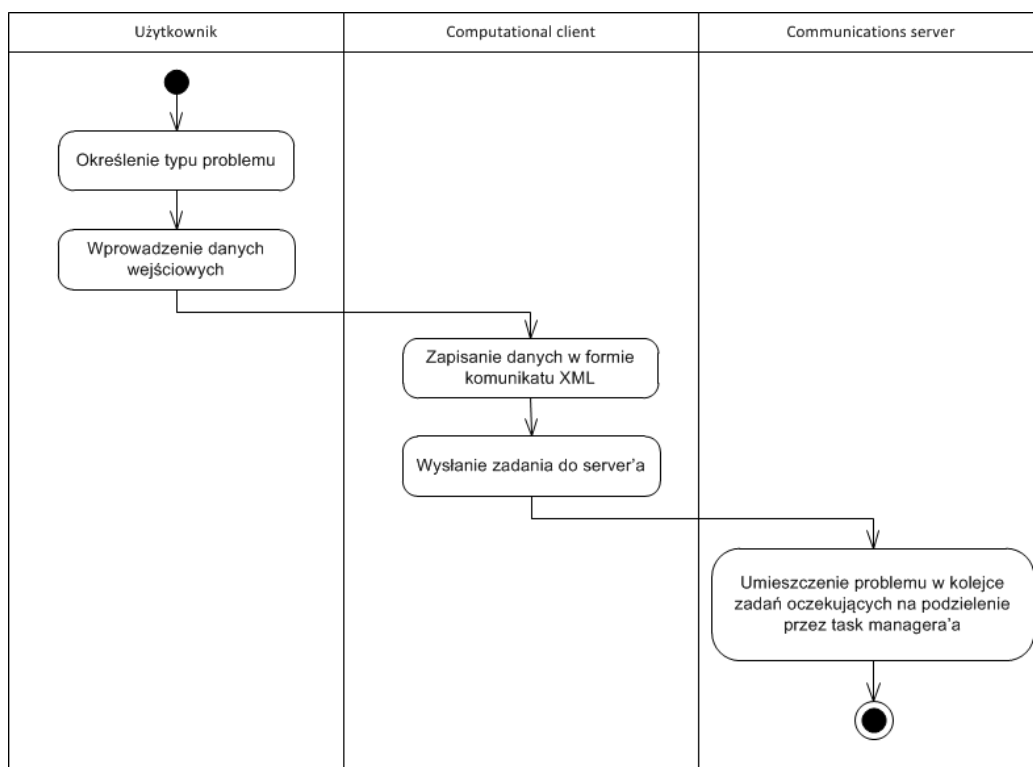 Użytkownik
Computational client
Communications server
Określenie typu problemu
Wprowadzenie danych
wejściowych
Zapisanie danych w formie
komunikatu XML
Wysłanie zadania do server'a
Umieszczenie problemu w kolejce
zadań oczekujących na podzielenie
przez task managera'a